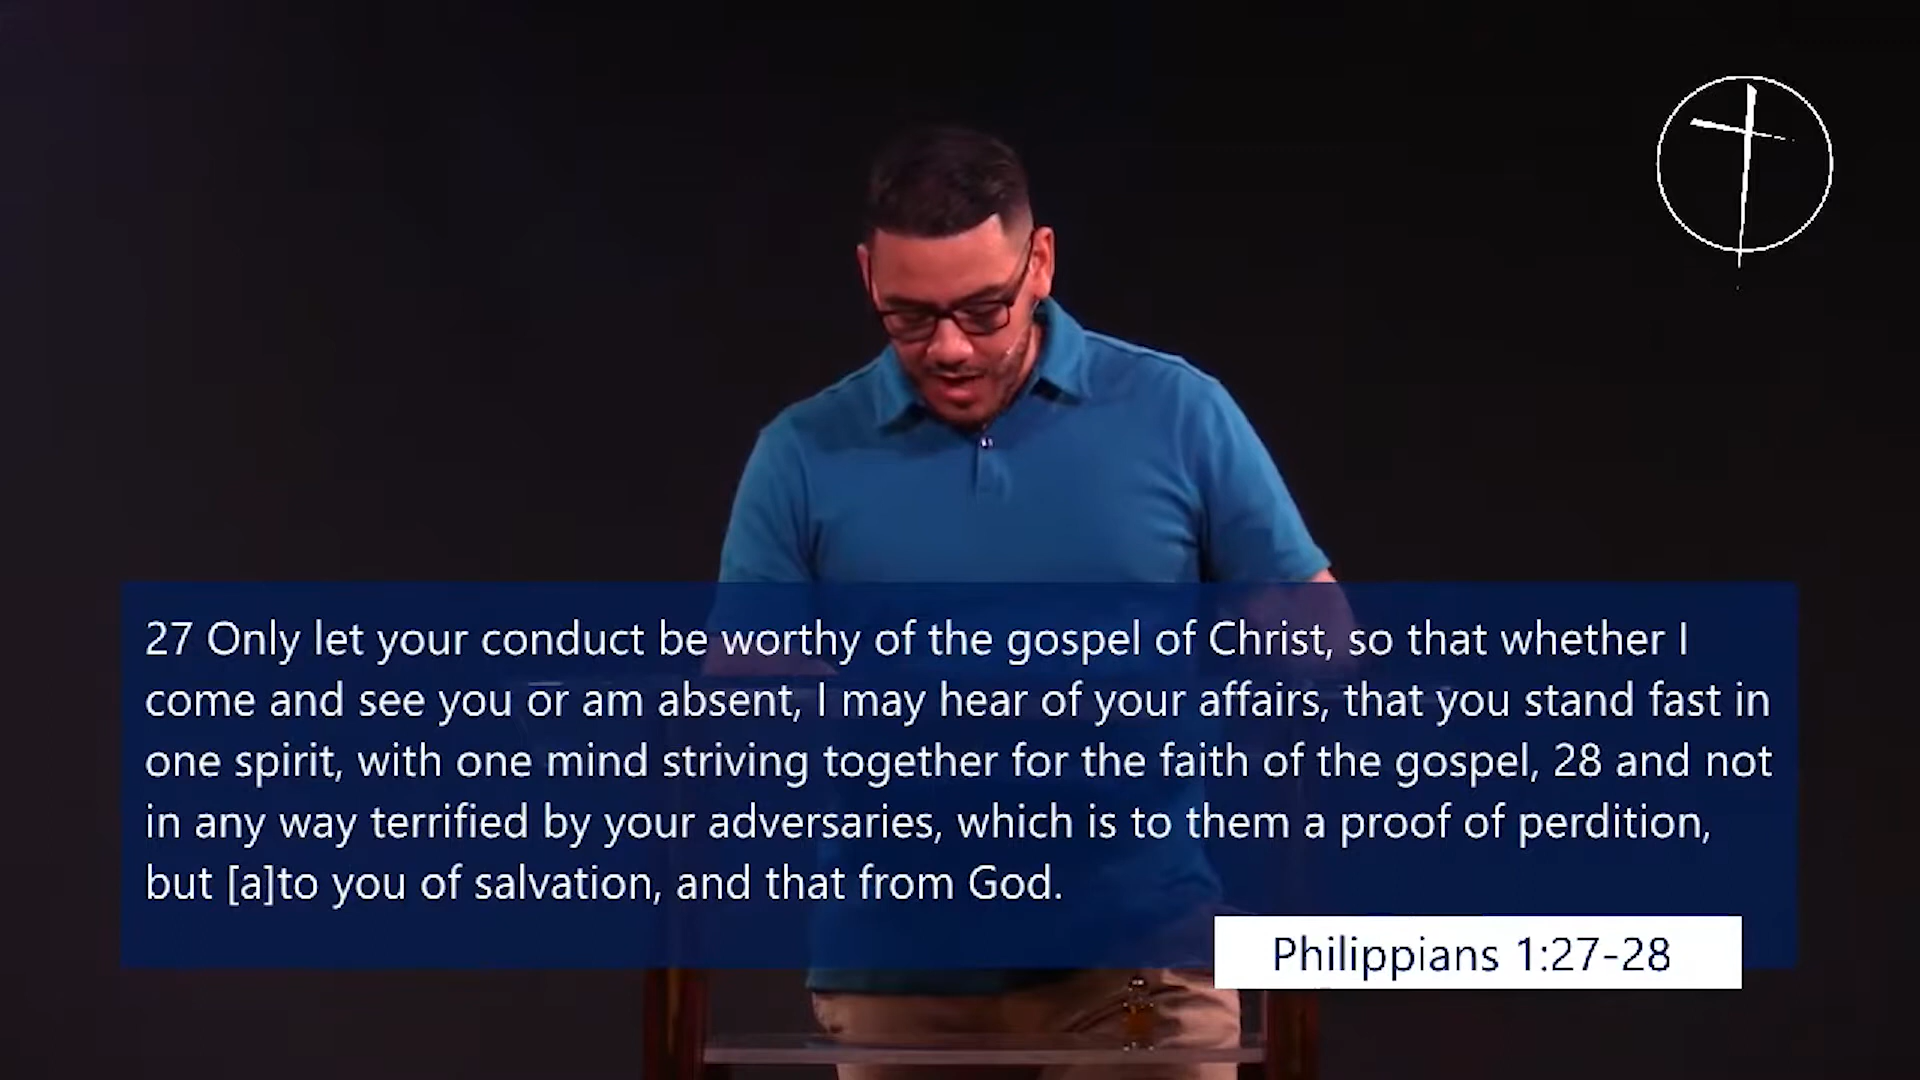 27 Only let your conduct be worthy of the gospel of Christ, so that whether I
come and see you or am absent, I may hear of your affairs, that you stand fast in
one spirit, with one mind striving together for the faith of the gospel, 28 and not
in any way terrified by your adversaries, which is to them a proof of perdition,
but [a]to you of salvation, and that from God.
Philippians 1:27-28